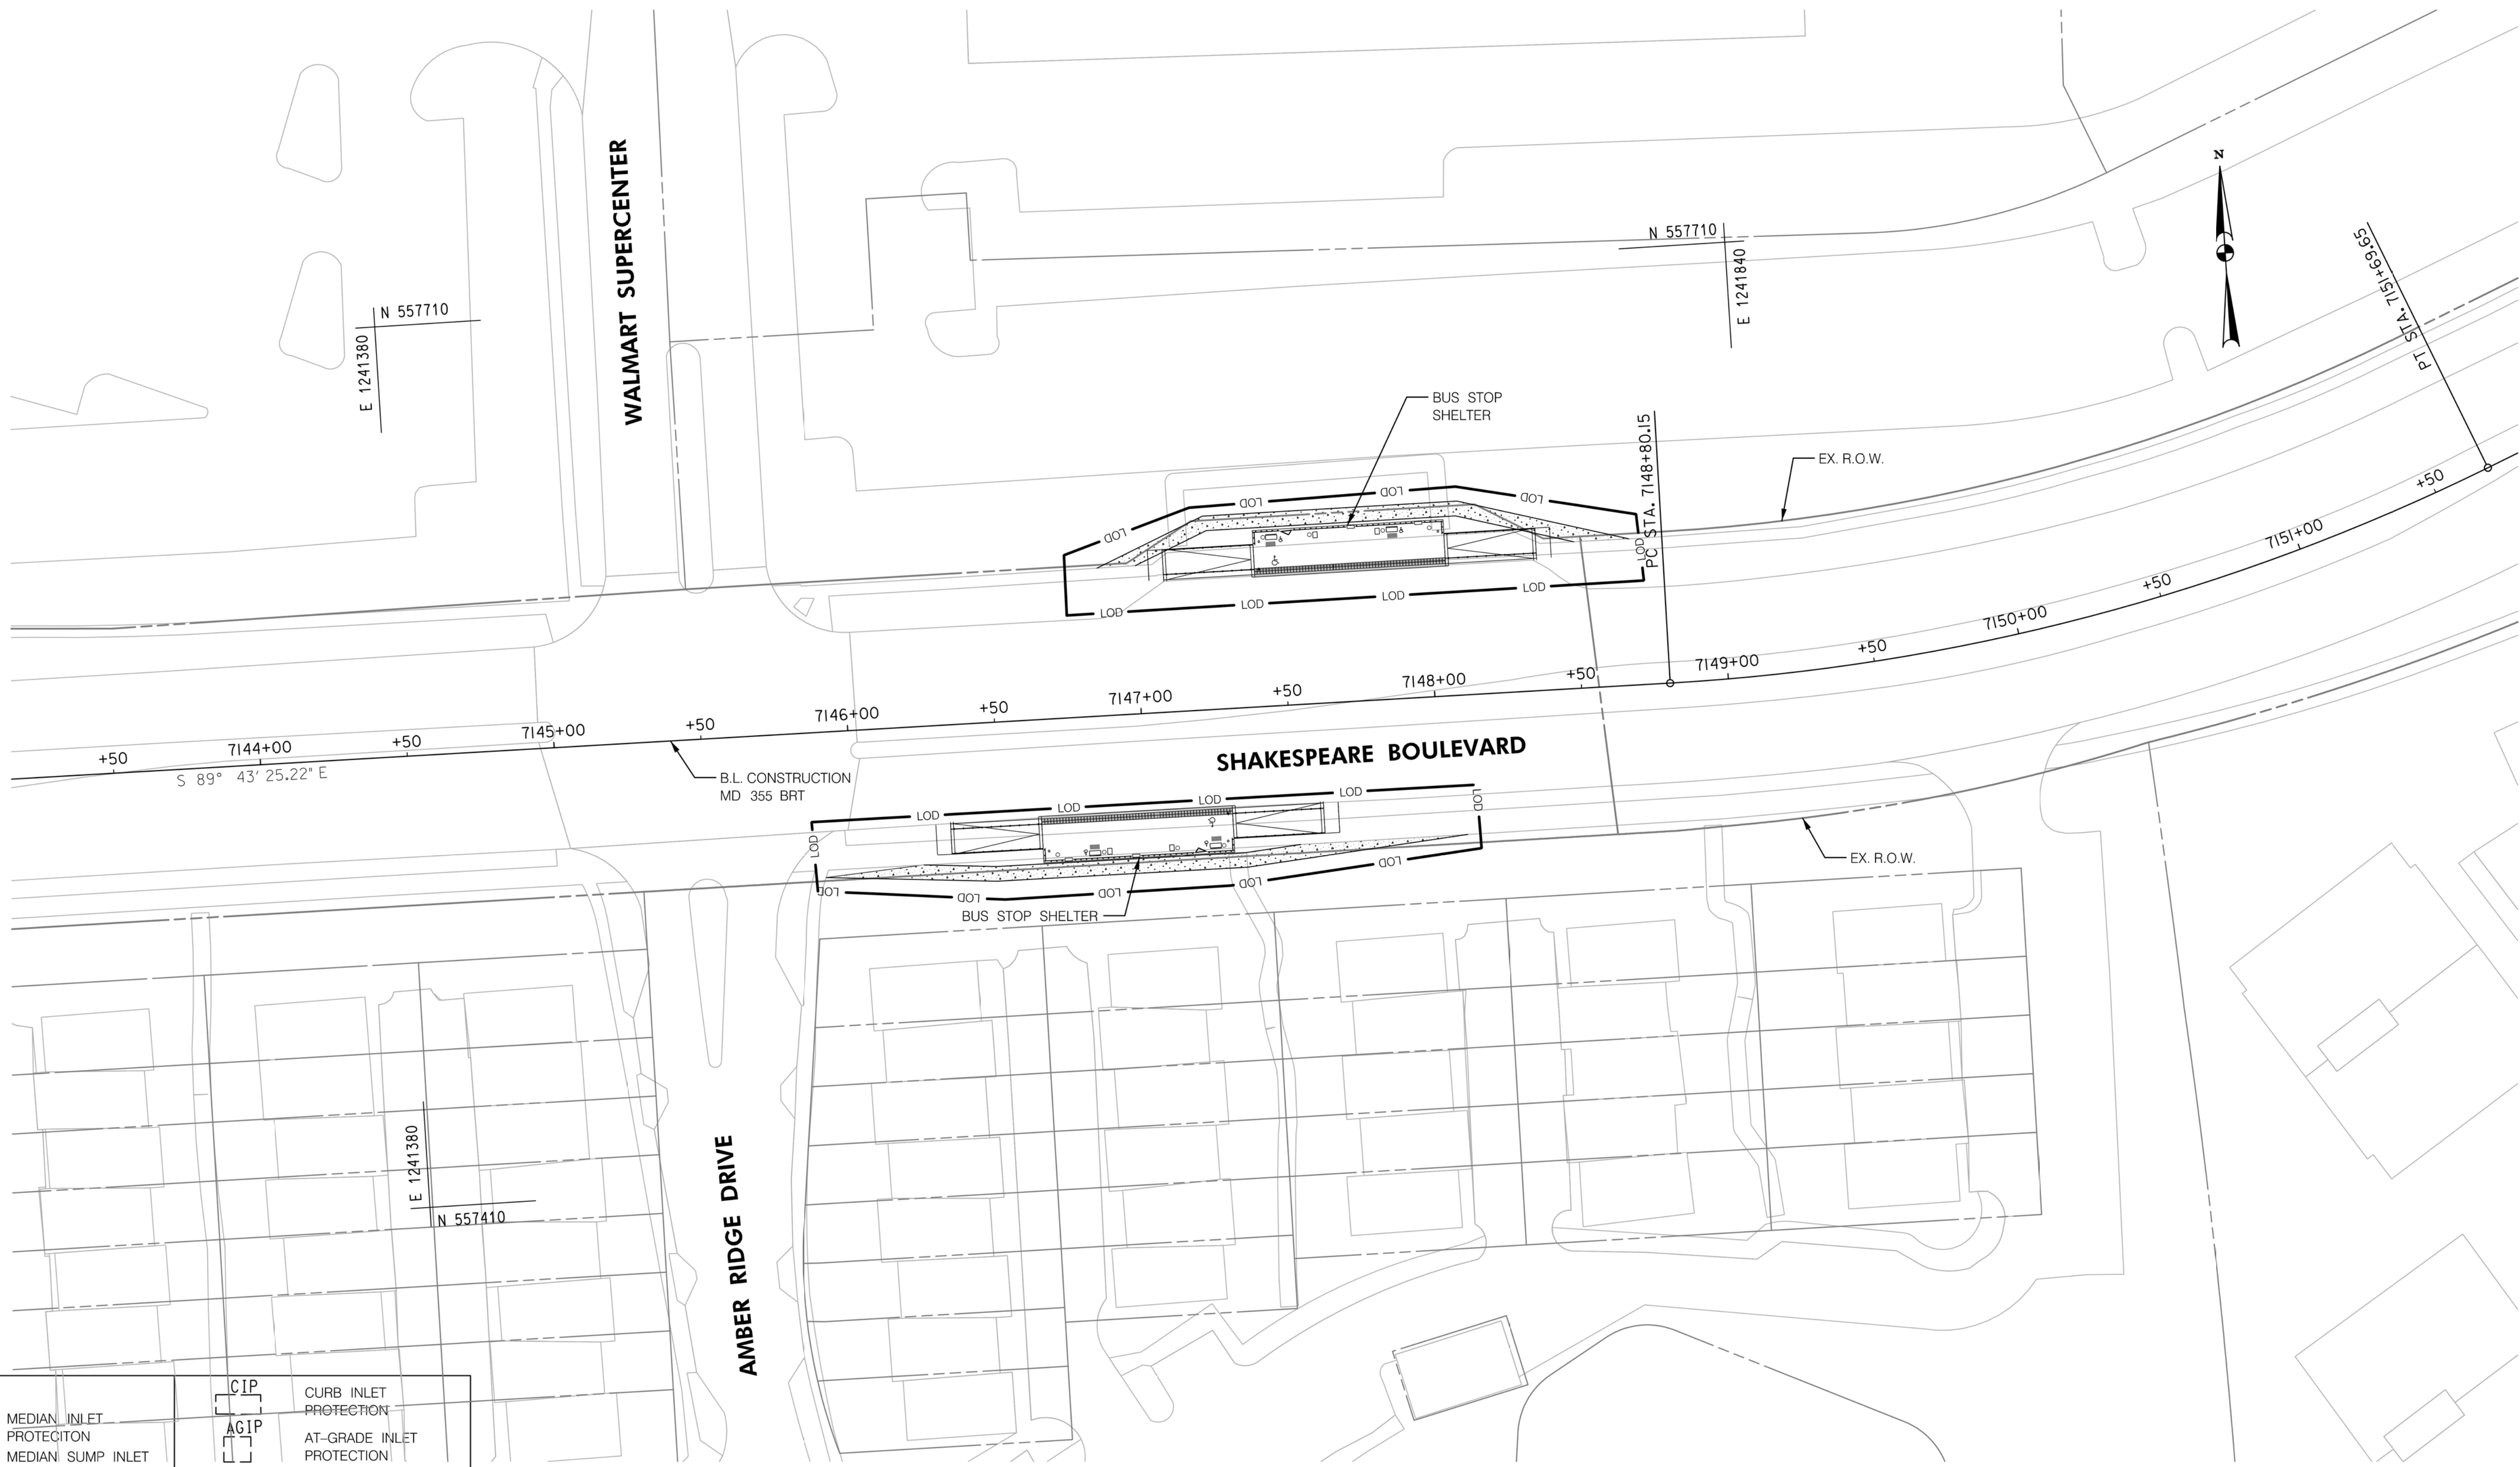 N
WALMART SUPERCENTER
N 557710
E 1241840
PT STA. 7151+69.65
N 557710
E 1241380
BUS STOP
SHELTER
PC STA. 7148+80.15
EX. R.O.W.
LOD
LOD
LOD
LOD
LOD
LOD
LOD
LOD
LOD
+50
7144+00
+50
7145+00
+50
7146+00
+50
7147+00
+50
7148+00
+50
7149+00
+50
7150+00
+50
7151+00
+50
S 89° 43' 25.22" E
B.L. CONSTRUCTION
MD 355 BRT
SHAKESPEARE BOULEVARD
LOD
LOD
LOD
LOD
LOD
LOD
LOD
LOD
LOD
LOD
LOD
BUS STOP SHELTER
EX. R.O.W.
E 1241380
N 557410
AMBER RIDGE DRIVE
MEDIAN INLET
PROTECITON
MEDIAN SUMP INLET
CIP
CURB INLET
PROTECTION
AGIP
AT-GRADE INLET
PROTECTION